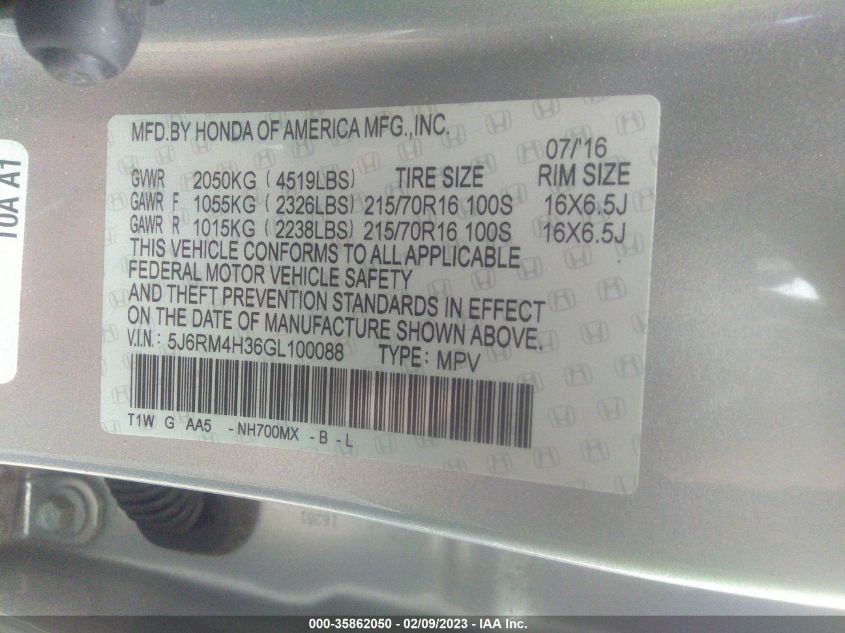 MFD.BY HONDA OF AMERICA MFG.,INC.
07/'16
GVWR 2050KG ( 4519LBS) TIRE SIZE RIM SIZE
GAWR F 1055KG ( 2326LBS) 215/70R16 100S 16X6.5J
GAWR R 1015KG ( 2238LBS) 215/70R16 100S 16X6.5J
THIS VEHICLE CONFORMS TO ALL APPLICABLE
FEDERAL MOTOR VEHICLE SAFETY
AND THEFT PREVENTION STANDARDS IN EFFECT
ON THE DATE OF MANUFACTURE SHOWN ABOVE.
V.I.N.: 5J6RM4H36GL100088 TYPE: MPV
T1W G AA5 -NH700MX -B -L
10A A1
000-35862050 - 02/09/2023 - IAA Inc.